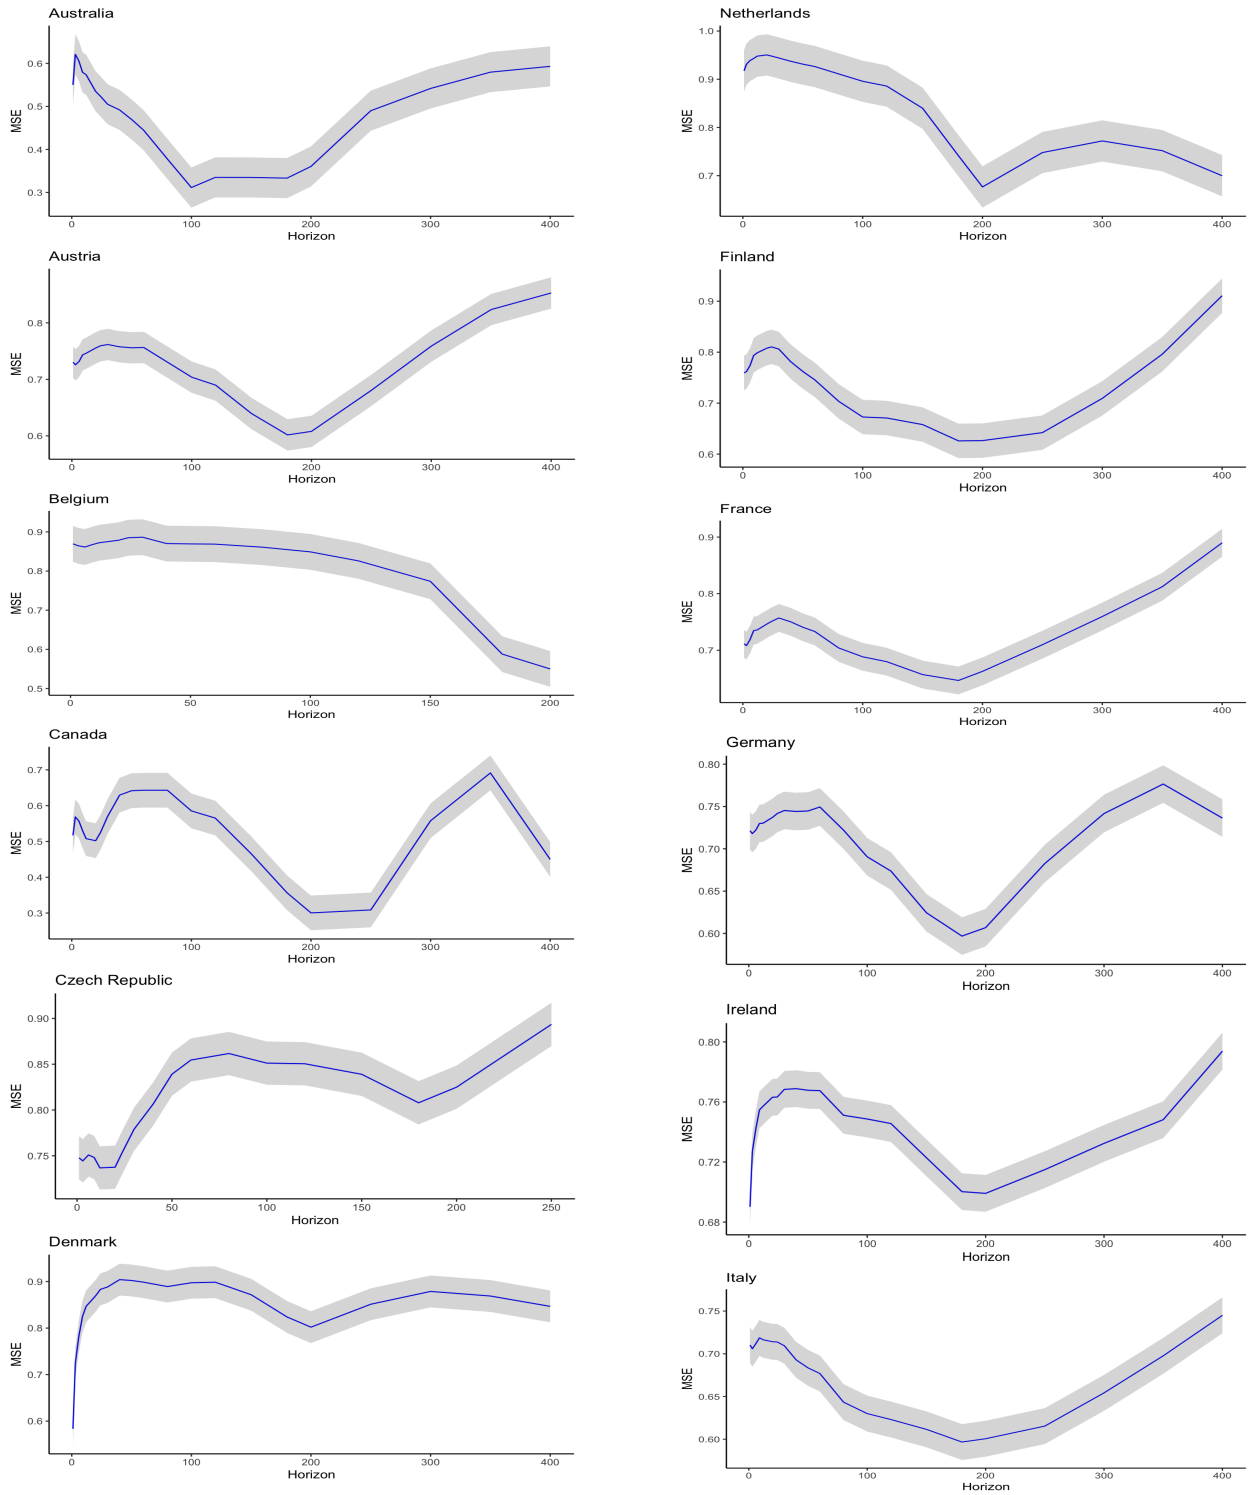 Australia
MSE
0.6
0.5
0.4
0.3
0 100 200 300 400
Horizon
Austria
MSE
0.8
0.7
0.6
0 100 200 300 400
Horizon
Belgium
MSE
0.9
0.8
0.7
0.6
0.5
0 50 100 150 200
Horizon
Canada
MSE
0.7
0.6
0.5
0.4
0.3
0 100 200 300 400
Horizon
Czech Republic
MSE
0.90
0.85
0.80
0.75
0 50 100 150 200 250
Horizon
Denmark
MSE
0.9
0.8
0.7
0.6
0 100 200 300 400
Horizon
Netherlands
MSE
1.0
0.9
0.8
0.7
0 100 200 300 400
Horizon
Finland
MSE
0.9
0.8
0.7
0.6
0 100 200 300 400
Horizon
France
MSE
0.9
0.8
0.7
0 100 200 300 400
Horizon
Germany
MSE
0.80
0.75
0.70
0.65
0.60
0 100 200 300 400
Horizon
Ireland
MSE
0.80
0.76
0.72
0.68
0 100 200 300 400
Horizon
Italy
MSE
0.75
0.70
0.65
0.60
0 100 200 300 400
Horizon